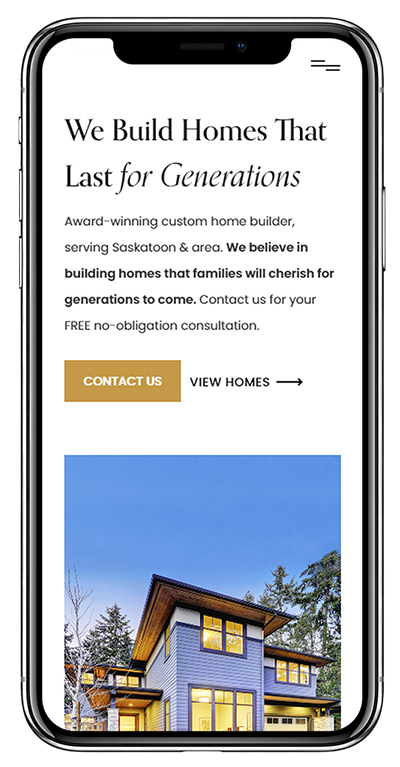 We Build Homes That
Last for Generations
Award-winning custom home builder,
serving Saskatoon & area. We believe in
building homes that families will cherish for
generations to come. Contact us for your
FREE no-obligation consultation.
CONTACT US
VIEW HOMES